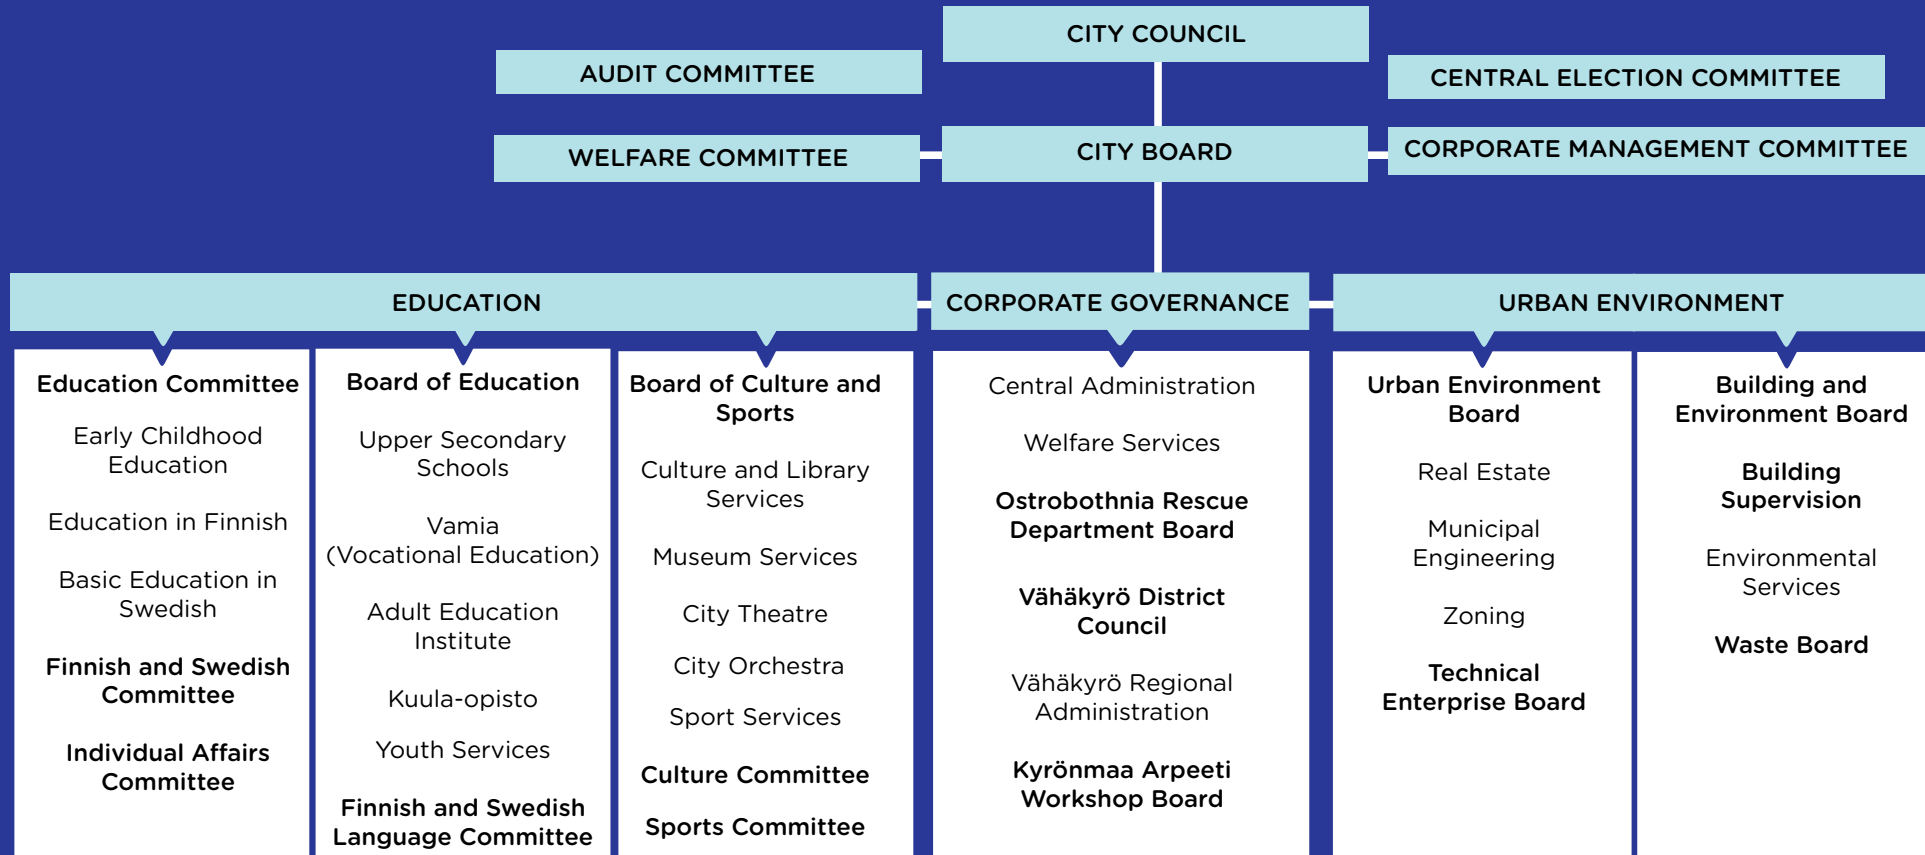 CITY COUNCIL
AUDIT COMMITTEE
CENTRAL ELECTION COMMITTEE
WELFARE COMMITTEE
CITY BOARD
CORPORATE MANAGEMENT COMMITTEE
EDUCATION
CORPORATE GOVERNANCE
URBAN ENVIRONMENT
Education Committee
Early Childhood
Education
Education in Finnish
Basic Education in
Swedish
Finnish and Swedish
Committee
Individual Affairs
Committee
Board of Education
Upper Secondary
Schools
Vamia
(Vocational Education)
Adult Education
Institute
Kuula-opisto
Youth Services
Finnish and Swedish
Language Committee
Board of Culture and
Sports
Culture and Library
Services
Museum Services
City Theatre
City Orchestra
Sport Services
Culture Committee
Sports Committee
Central Administration
Welfare Services
Ostrobothnia Rescue
Department Board
Vähäkyrö District
Council
Vähäkyrö Regional
Administration
Kyrönmaa Arpeeti
Workshop Board
Urban Environment
Board
Real Estate
Municipal
Engineering
Zoning
Technical
Enterprise Board
Building and
Environment Board
Building
Supervision
Environmental
Services
Waste Board